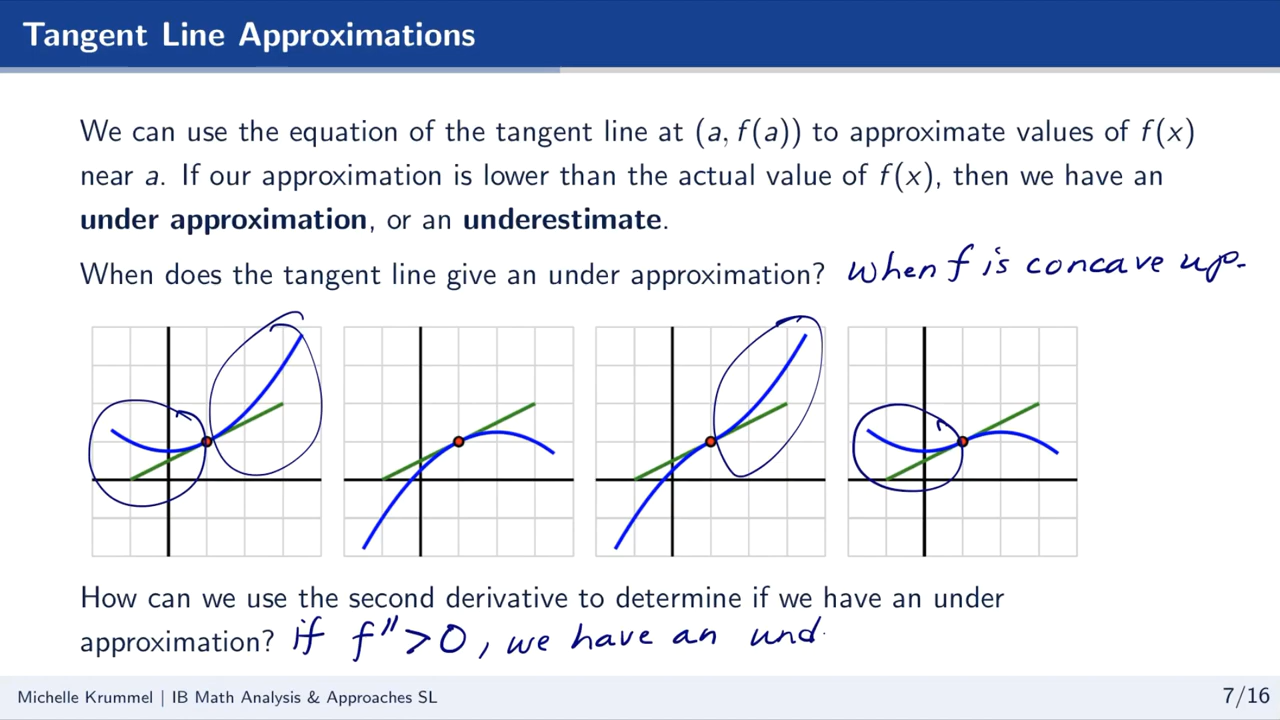 Tangent Line Approximations
We can use the equation of the tangent line at (a, f(a)) to approximate values of f(x)
near a. If our approximation is lower than the actual value of f(x), then we have an
under approximation, or an underestimate.
When does the tangent line give an under approximation? when f is concave up.
How can we use the second derivative to determine if we have an under
approximation? if f″>0, we have an und
Michelle Krummel | IB Math Analysis & Approaches SL 7/16